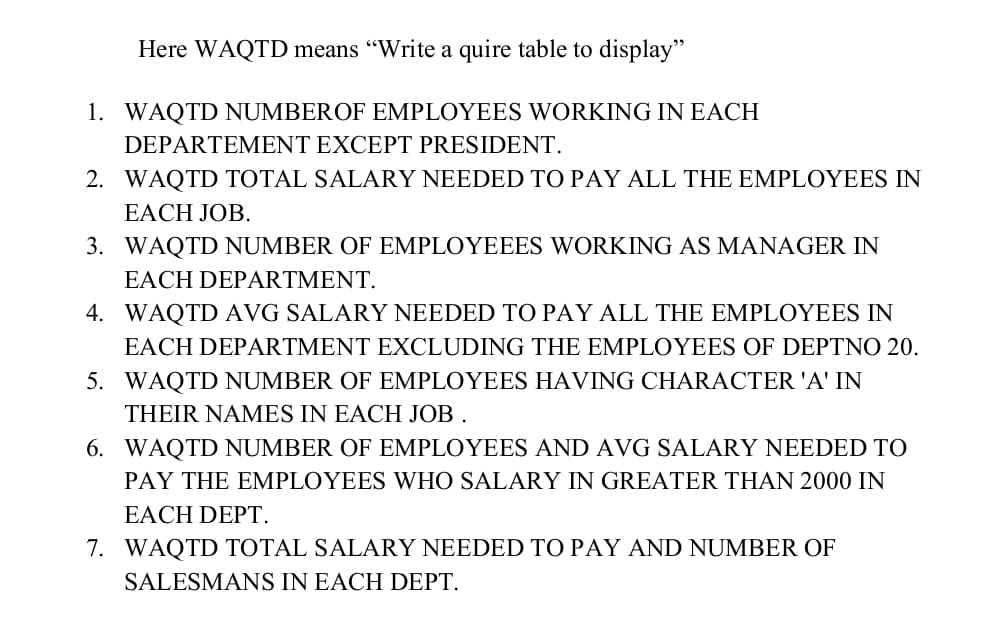 Here WAQTD means “Write a quire table to display”
1. WAQTD NUMBEROF EMPLOYEES WORKING IN EACH
DEPARTEMENT EXCEPT PRESIDENT.
2. WAQTD TOTAL SALARY NEEDED TO PAY ALL THE EMPLOYEES IN
EACH JOB.
3. WAQTD NUMBER OF EMPLOYEEES WORKING AS MANAGER IN
EACH DEPARTMENT.
4. WAQTD AVG SALARY NEEDED TO PAY ALL THE EMPLOYEES IN
EACH DEPARTMENT EXCLUDING THE EMPLOYEES OF DEPTNO 20.
5. WAQTD NUMBER OF EMPLOYEES HAVING CHARACTER 'A' IN
THEIR NAMES IN EACH JOB .
6. WAQTD NUMBER OF EMPLOYEES AND AVG SALARY NEEDED TO
PAY THE EMPLOYEES WHO SALARY IN GREATER THAN 2000 IN
EACH DEPT.
7. WAQTD TOTAL SALARY NEEDED TO PAY AND NUMBER OF
SALESMANS IN EACH DEPT.